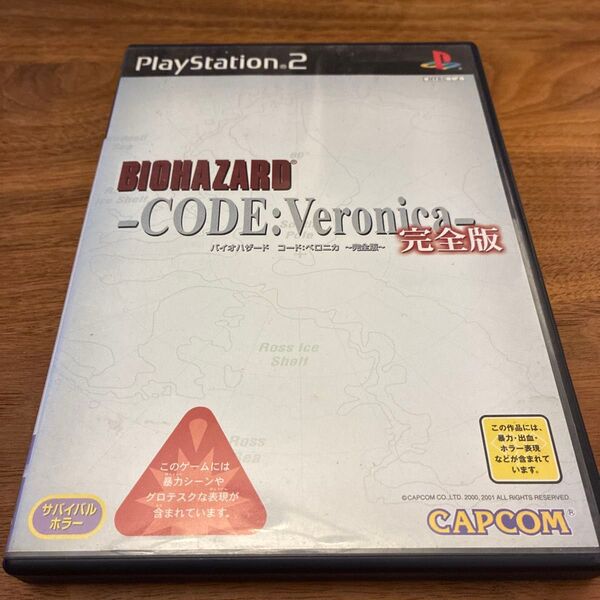 PlayStation®2
BIOHAZARD®
-CODE:Veronica-
完全版
バイオハザード コード:ベロニカ ～完全版～
South
Pole
Ross Ice
Shelf
Ross
Sea
このゲームには
暴力シーンや
グロテスクな表現が
含まれています。
この作品には、
暴力・出血・
ホラー表現
などが含まれて
います。
サバイバル
ホラー
©CAPCOM CO.,LTD. 2000, 2001 ALL RIGHTS RESERVED.
CAPCOM®